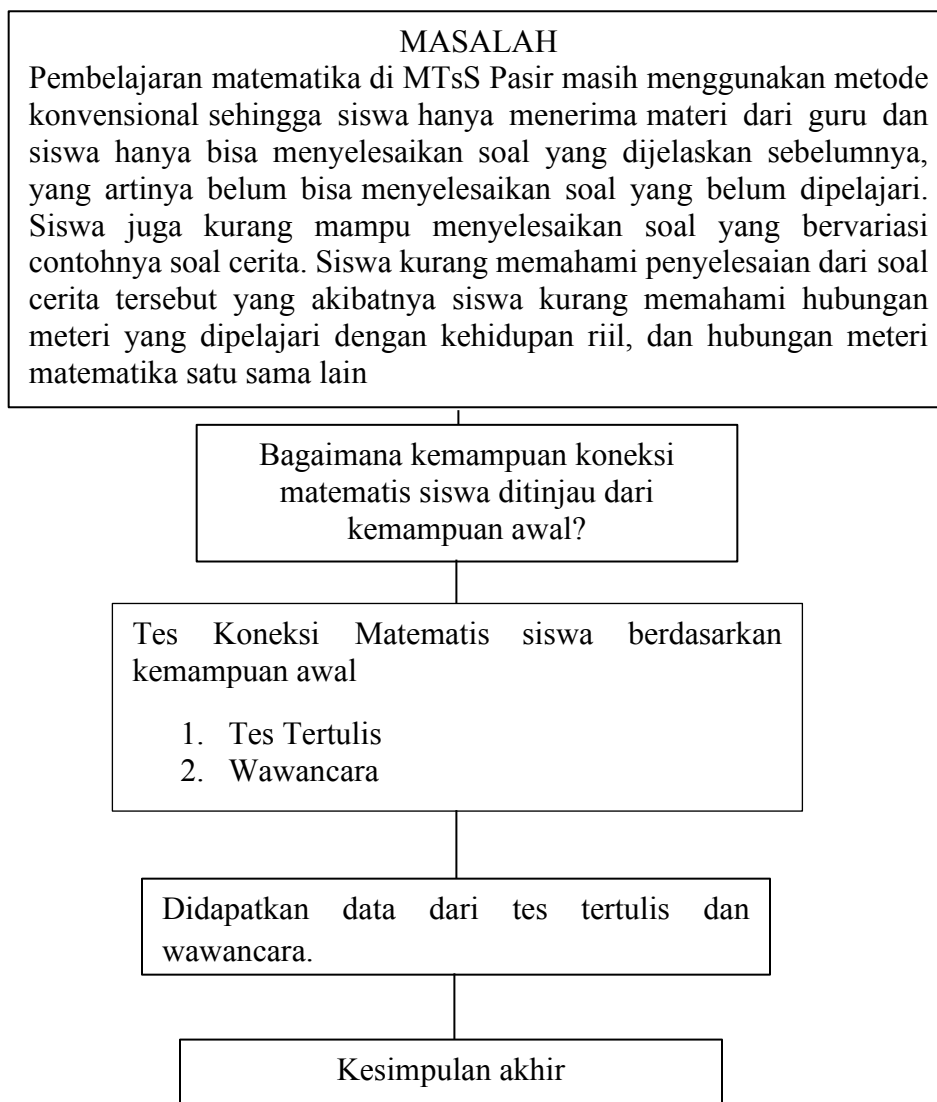 MASALAH
Pembelajaran matematika di MTsS Pasir masih menggunakan metode
konvensional sehingga siswa hanya menerima materi dari guru dan
siswa hanya bisa menyelesaikan soal yang dijelaskan sebelumnya,
yang artinya belum bisa menyelesaikan soal yang belum dipelajari.
Siswa juga kurang mampu menyelesaikan soal yang bervariasi
contohnya soal cerita. Siswa kurang memahami penyelesaian dari soal
cerita tersebut yang akibatnya siswa kurang memahami hubungan
meteri yang dipelajari dengan kehidupan riil, dan hubungan meteri
matematika satu sama lain
Bagaimana kemampuan koneksi
matematis siswa ditinjau dari
kemampuan awal?
Tes Koneksi Matematis siswa berdasarkan
kemampuan awal
1. Tes Tertulis
2. Wawancara
Didapatkan data dari tes tertulis dan
wawancara.
Kesimpulan akhir